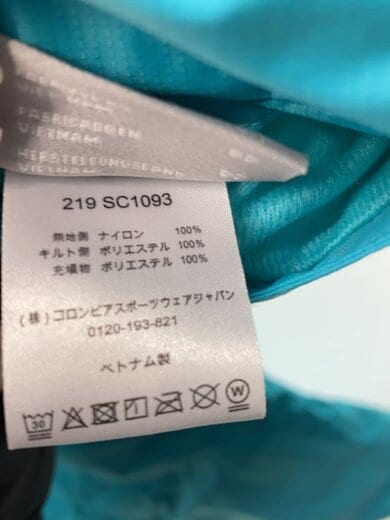 FABRICADO EN
VIETNAM
HERSTELLUNGSLAND
VIETNAM
219 SC1093
無地側 ナイロン 100%
キルト側 ポリエステル 100%
充填物 ポリエステル 100%
(株)コロンビアスポーツウェアジャパン
0120-193-821
ベトナム製
30
W